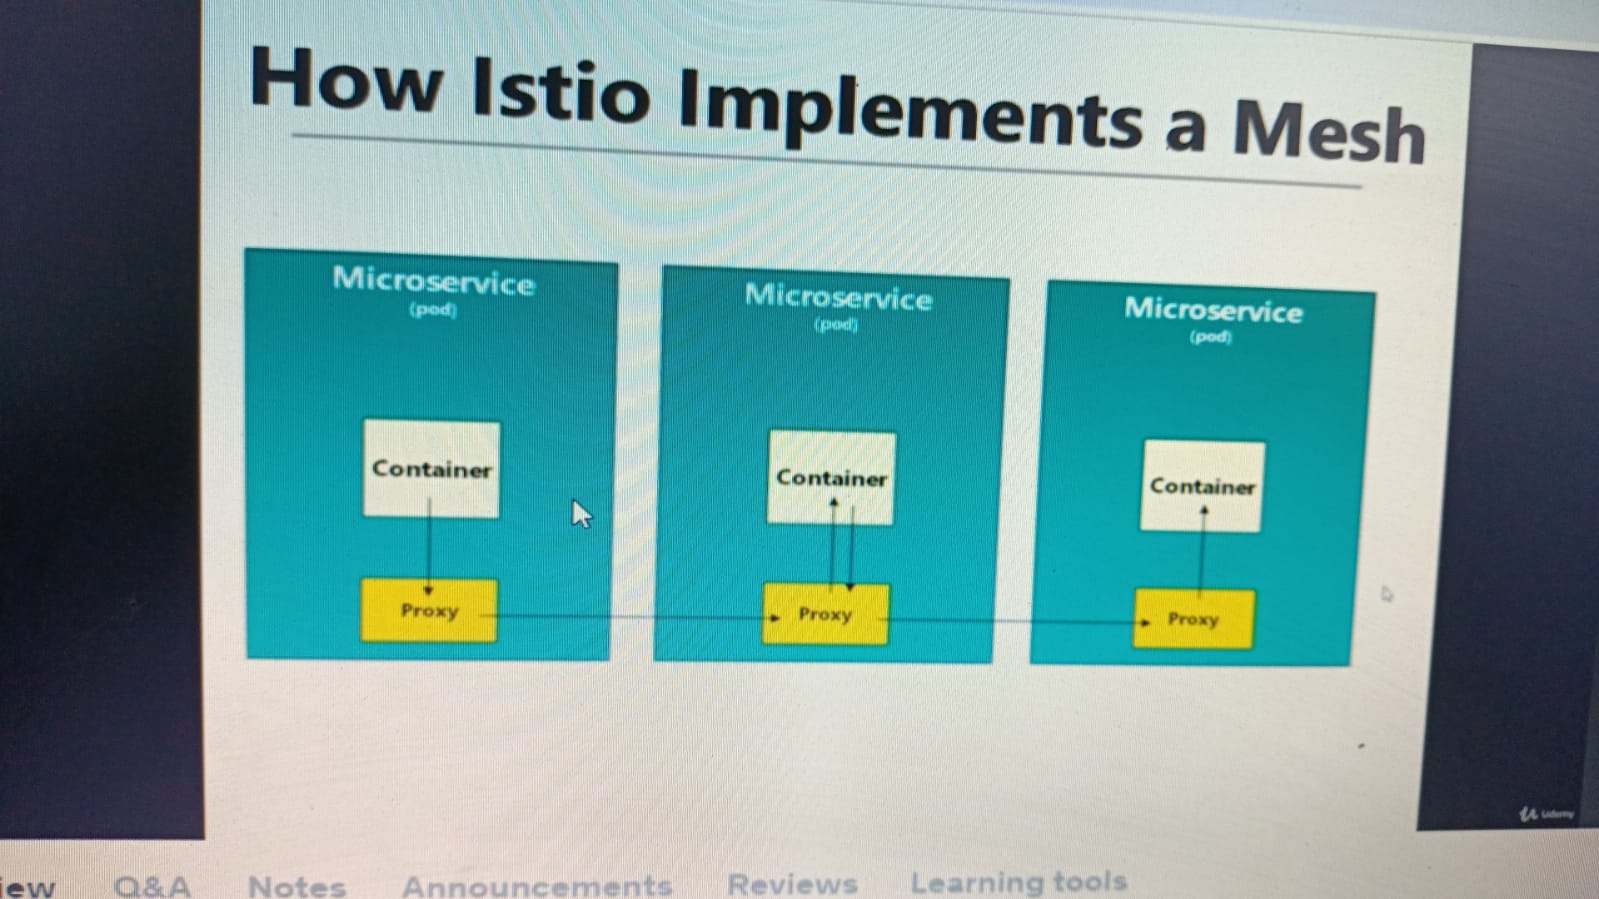 How Istio Implements a Mesh
Microservice
(pod)
Container
Proxy
Microservice
(pod)
Container
Proxy
Microservice
(pod)
Container
Proxy
Udemy
iew Q&A Notes Announcements Reviews Learning tools